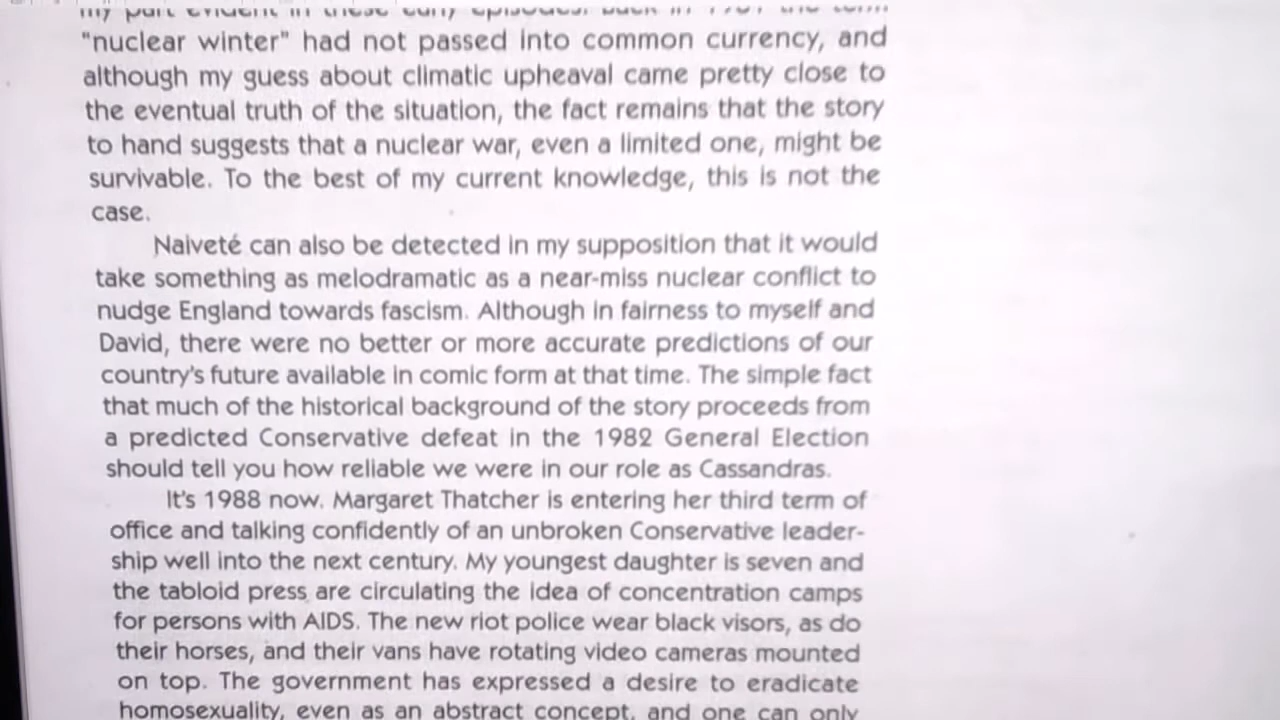 "nuclear winter" had not passed into common currency, and
although my guess about climatic upheaval came pretty close to
the eventual truth of the situation, the fact remains that the story
to hand suggests that a nuclear war, even a limited one, might be
survivable. To the best of my current knowledge, this is not the
case.
Naiveté can also be detected in my supposition that it would
take something as melodramatic as a near-miss nuclear conflict to
nudge England towards fascism. Although in fairness to myself and
David, there were no better or more accurate predictions of our
country's future available in comic form at that time. The simple fact
that much of the historical background of the story proceeds from
a predicted Conservative defeat in the 1982 General Election
should tell you how reliable we were in our role as Cassandras.
It's 1988 now. Margaret Thatcher is entering her third term of
office and talking confidently of an unbroken Conservative leader-
ship well into the next century. My youngest daughter is seven and
the tabloid press are circulating the idea of concentration camps
for persons with AIDS. The new riot police wear black visors, as do
their horses, and their vans have rotating video cameras mounted
on top. The government has expressed a desire to eradicate
homosexuality, even as an abstract concept, and one can only